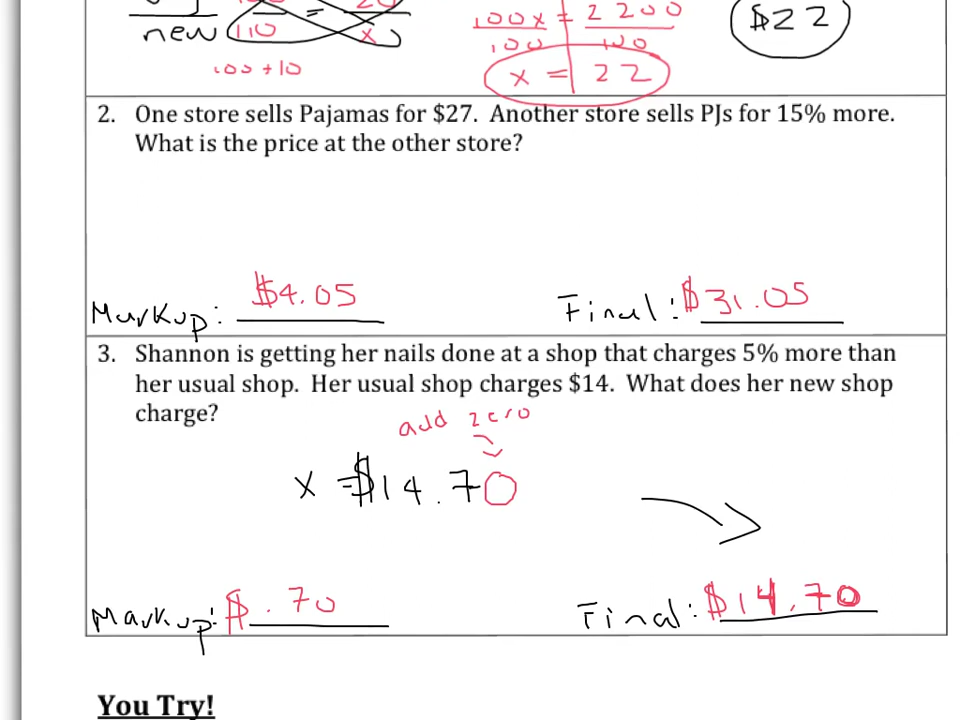 new 110 = x
100x = 2200
100 100
$22
100 + 10
x = 22
2. One store sells Pajamas for $27. Another store sells PJs for 15% more.
What is the price at the other store?
Markup: $4.05 Final: $31.05
3. Shannon is getting her nails done at a shop that charges 5% more than
her usual shop. Her usual shop charges $14. What does her new shop
charge?
add zero
x = $14.70
Markup: $.70 Final: $14.70
You Try!